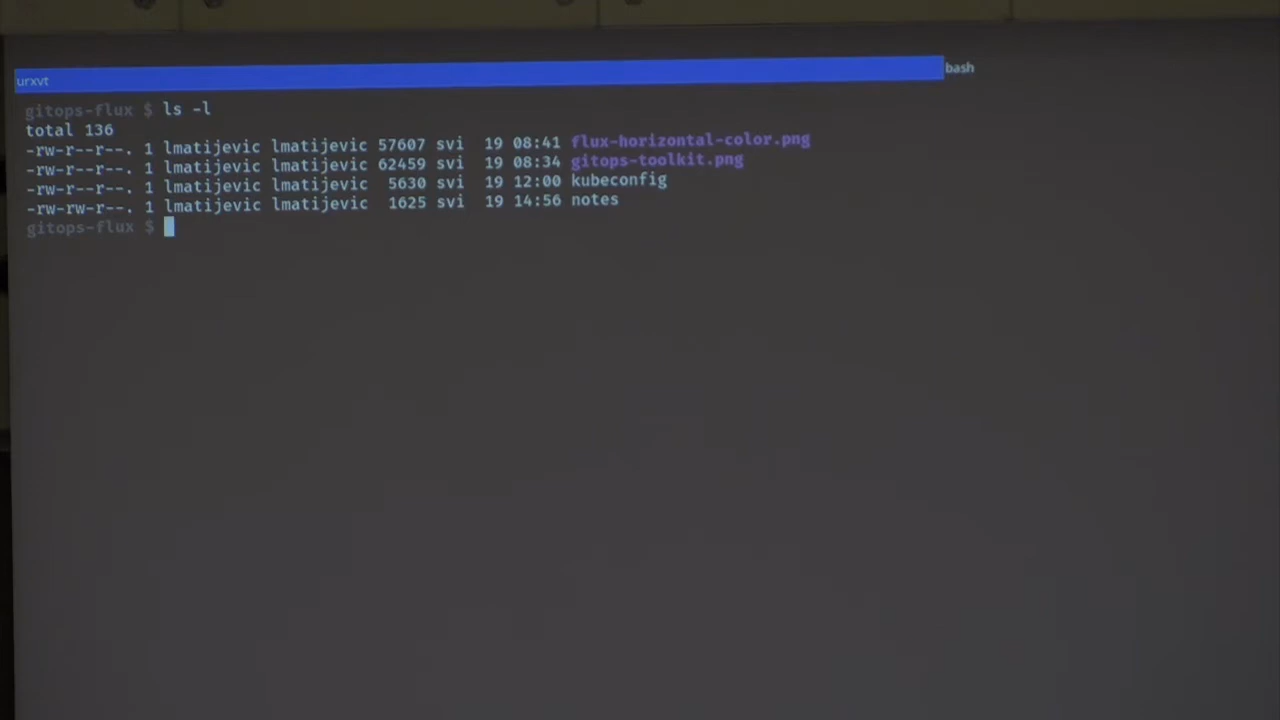 urxvt
bash
gitops-flux $ ls -l
total 136
-rw-r--r--. 1 lmatijevic lmatijevic 57607 svi  19 08:41 flux-horizontal-color.png
-rw-r--r--. 1 lmatijevic lmatijevic 62459 svi  19 08:34 gitops-toolkit.png
-rw-r--r--. 1 lmatijevic lmatijevic  5630 svi  19 12:00 kubeconfig
-rw-rw-r--. 1 lmatijevic lmatijevic  1625 svi  19 14:56 notes
gitops-flux $